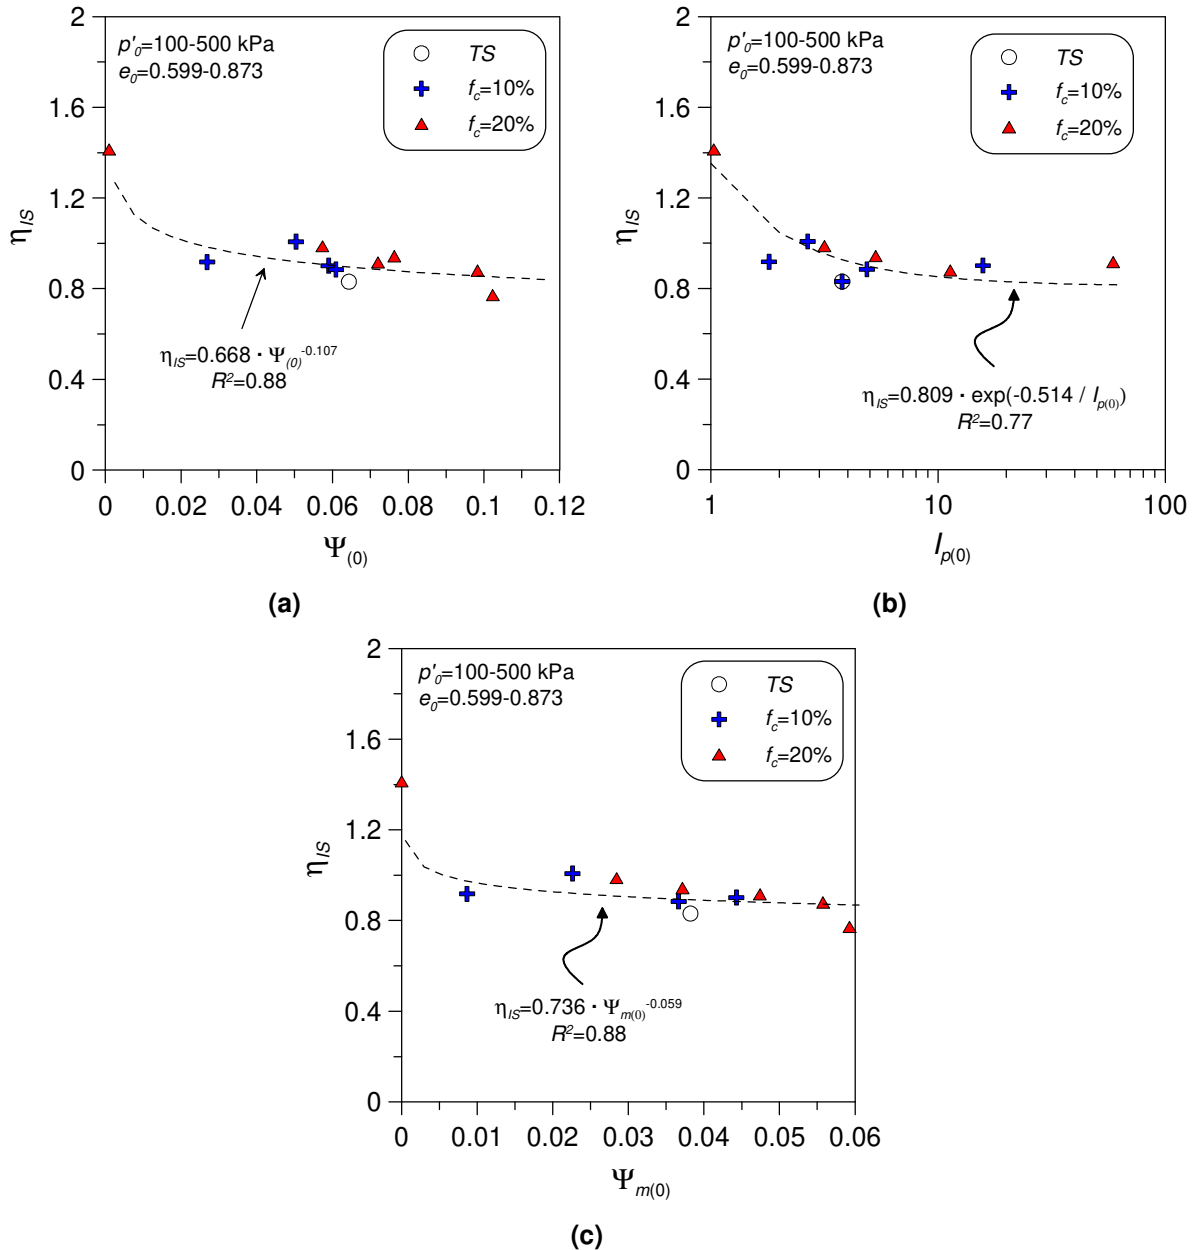 p'0=100-500 kPa
e0=0.599-0.873
TS
fc=10%
fc=20%
2
1.6
1.2
0.8
0.4
0
ηIS
ηIS=0.668 · Ψ(0)-0.107
R2=0.88
0 0.02 0.04 0.06 0.08 0.1 0.12
Ψ(0)
(a)
p'0=100-500 kPa
e0=0.599-0.873
TS
fc=10%
fc=20%
2
1.6
1.2
0.8
0.4
0
ηIS
ηIS=0.809 · exp(-0.514 / Ip(0))
R2=0.77
1 10 100
Ip(0)
(b)
p'0=100-500 kPa
e0=0.599-0.873
TS
fc=10%
fc=20%
2
1.6
1.2
0.8
0.4
0
ηIS
ηIS=0.736 · Ψm(0)-0.059
R2=0.88
0 0.01 0.02 0.03 0.04 0.05 0.06
Ψm(0)
(c)